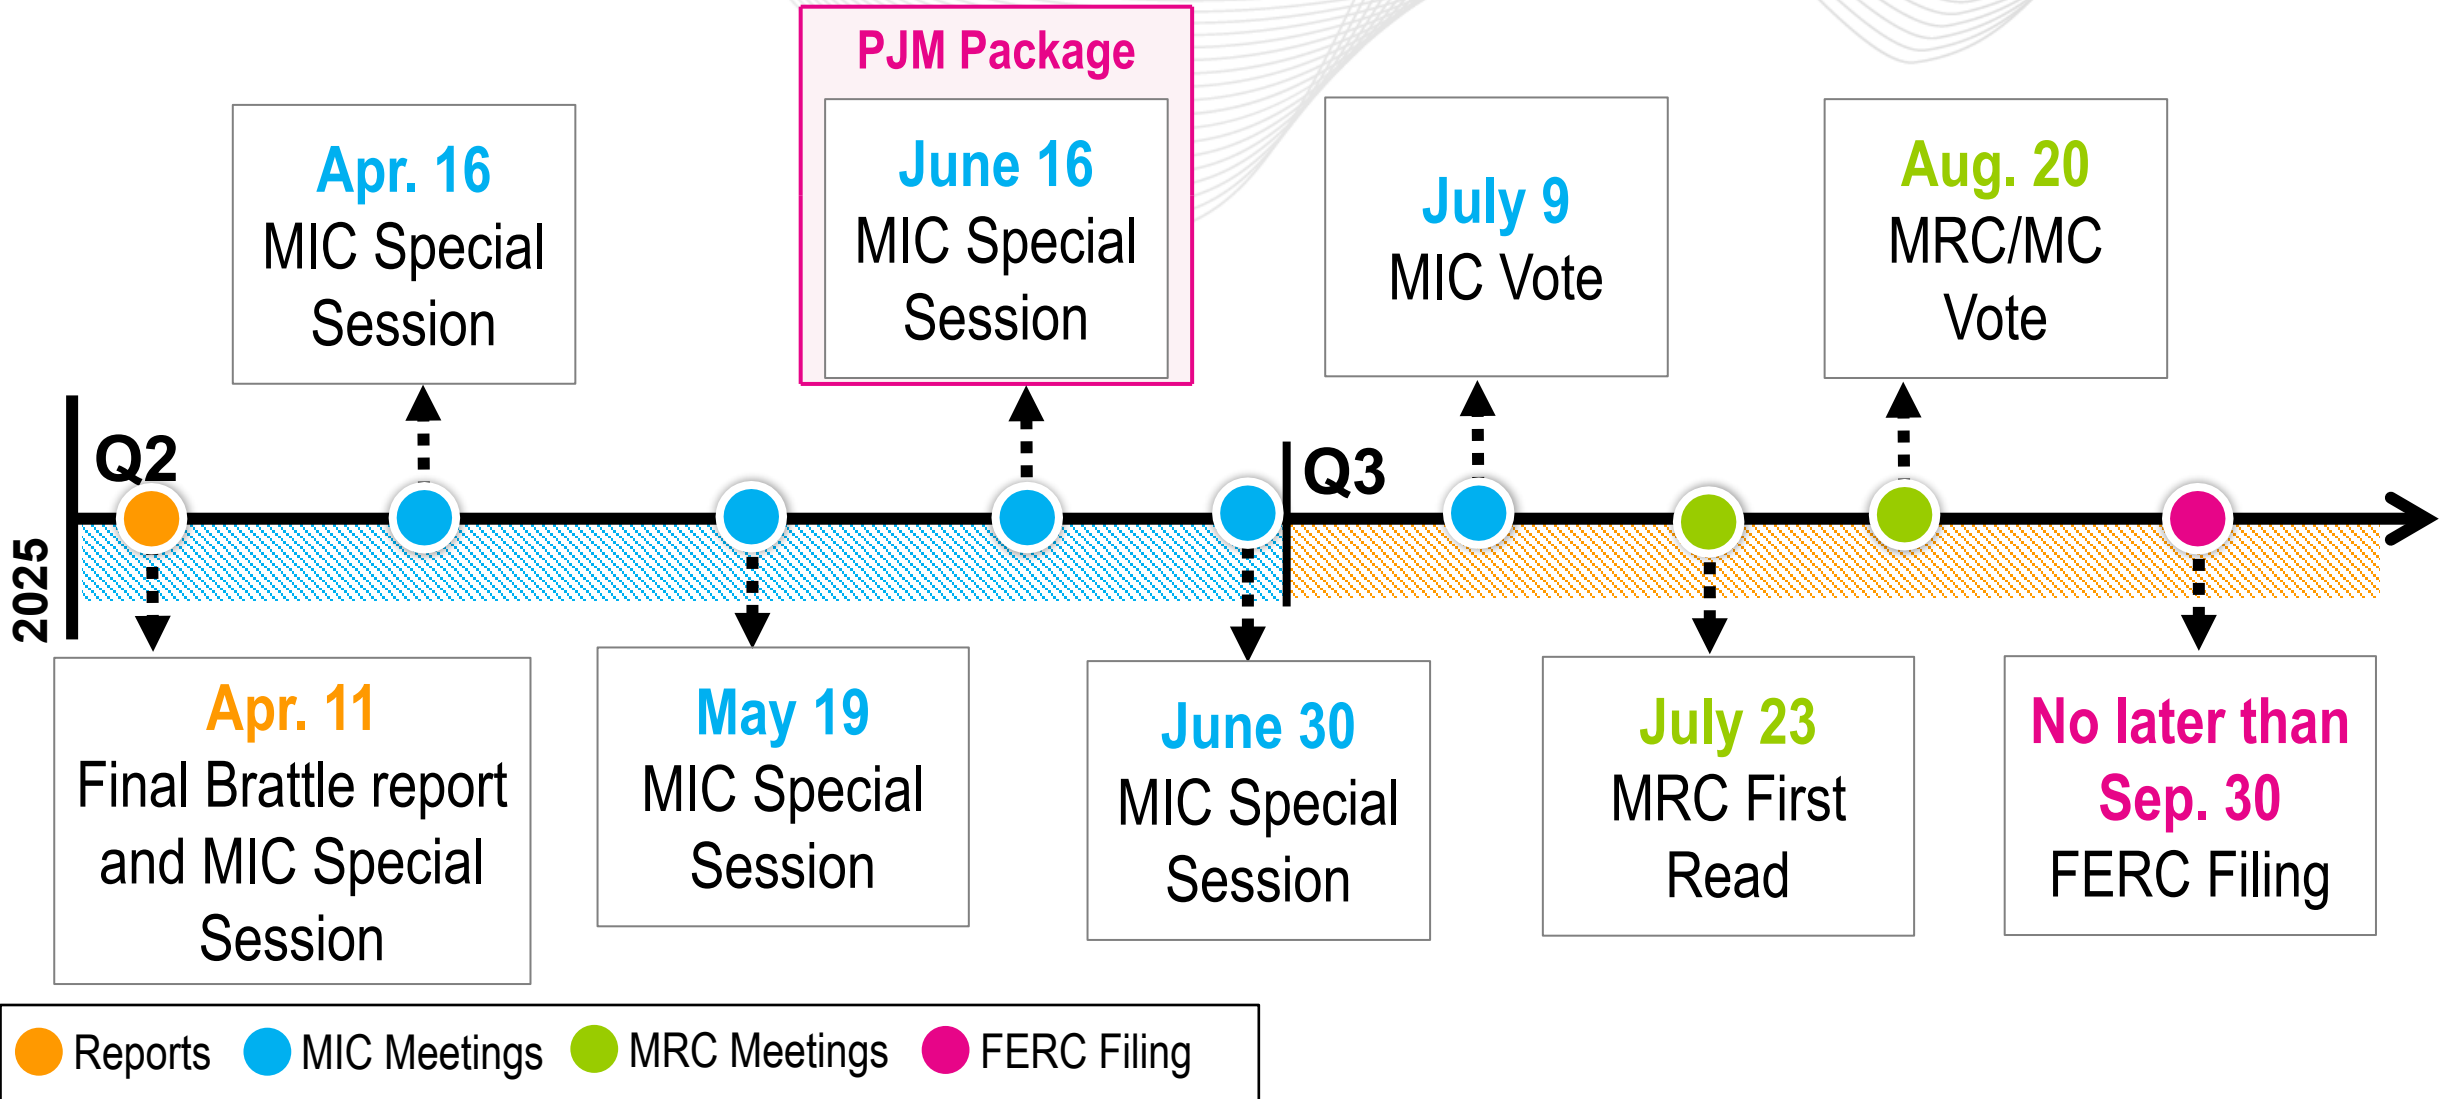 PJM Package
Apr. 16
MIC Special
Session
June 16
MIC Special
Session
July 9
MIC Vote
Aug. 20
MRC/MC
Vote
2025
Q2
Q3
Apr. 11
Final Brattle report
and MIC Special
Session
May 19
MIC Special
Session
June 30
MIC Special
Session
July 23
MRC First
Read
No later than
Sep. 30
FERC Filing
Reports
MIC Meetings
MRC Meetings
FERC Filing